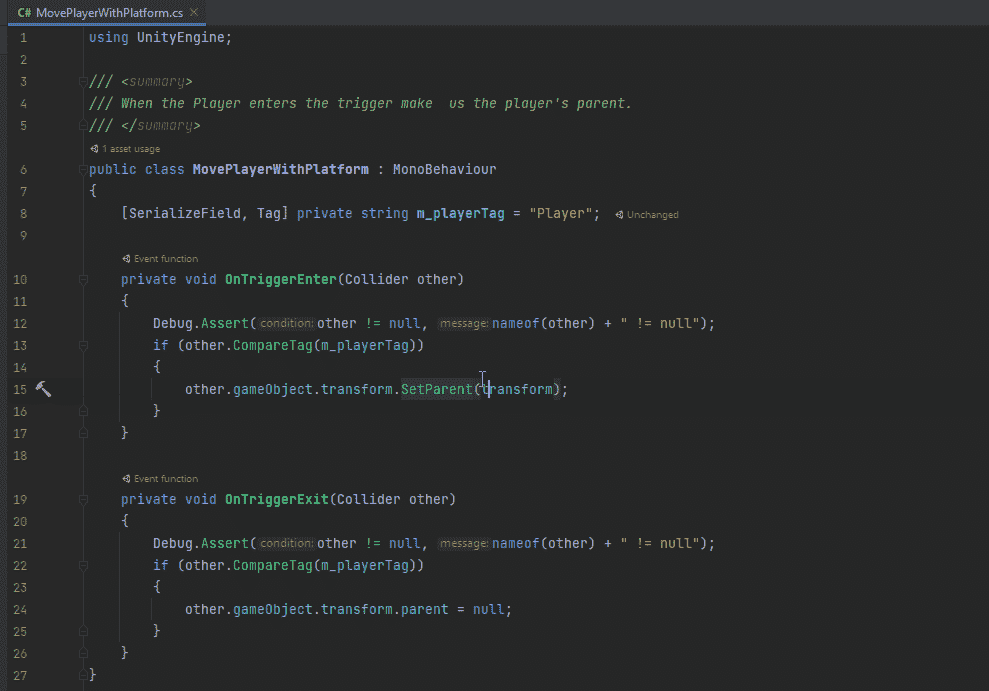 C# MovePlayerWithPlatform.cs ×
1 using UnityEngine;
2
3 /// <summary>
4 /// When the Player enters the trigger make  us the player's parent.
5 /// </summary>
1 asset usage
6 public class MovePlayerWithPlatform : MonoBehaviour
7 {
8 [SerializeField, Tag] private string m_playerTag = "Player"; Unchanged
9
Event function
10 private void OnTriggerEnter(Collider other)
11 {
12 Debug.Assert( condition: other != null, message: nameof(other) + " != null");
13 if (other.CompareTag(m_playerTag))
14 {
15 other.gameObject.transform.SetParent(transform);
16 }
17 }
18
Event function
19 private void OnTriggerExit(Collider other)
20 {
21 Debug.Assert( condition: other != null, message: nameof(other) + " != null");
22 if (other.CompareTag(m_playerTag))
23 {
24 other.gameObject.transform.parent = null;
25 }
26 }
27 }